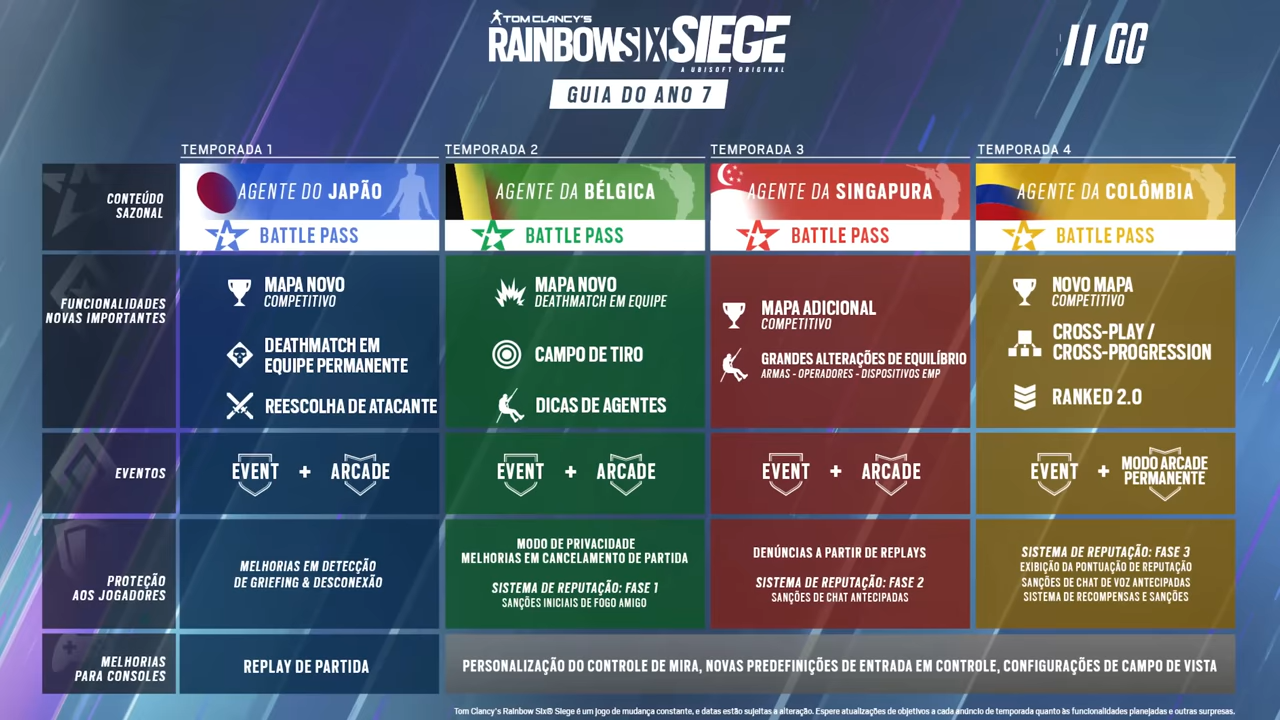 TOM CLANCY'S
RAINBOWSIX SIEGE
A UBISOFT ORIGINAL
GUIA DO ANO 7
CC
TEMPORADA 1
TEMPORADA 2
TEMPORADA 3
TEMPORADA 4
CONTEÚDO
SAZONAL
AGENTE DO JAPÃO
BATTLE PASS
AGENTE DA BÉLGICA
BATTLE PASS
AGENTE DA SINGAPURA
BATTLE PASS
AGENTE DA COLÔMBIA
BATTLE PASS
FUNCIONALIDADES
NOVAS IMPORTANTES
MAPA NOVO
COMPETITIVO
DEATHMATCH EM
EQUIPE PERMANENTE
REESCOLHA DE ATACANTE
MAPA NOVO
DEATHMATCH EM EQUIPE
CAMPO DE TIRO
DICAS DE AGENTES
MAPA ADICIONAL
COMPETITIVO
GRANDES ALTERAÇÕES DE EQUILÍBRIO
ARMAS - OPERADORES - DISPOSITIVOS EMP
NOVO MAPA
COMPETITIVO
CROSS-PLAY /
CROSS-PROGRESSION
RANKED 2.0
EVENTOS
EVENT + ARCADE
EVENT + ARCADE
EVENT + ARCADE
EVENT + MODO ARCADE
PERMANENTE
PROTEÇÃO
AOS JOGADORES
MELHORIAS EM DETECÇÃO
DE GRIEFING & DESCONEXÃO
MODO DE PRIVACIDADE
MELHORIAS EM CANCELAMENTO DE PARTIDA
SISTEMA DE REPUTAÇÃO: FASE 1
SANÇÕES INICIAIS DE FOGO AMIGO
DENÚNCIAS A PARTIR DE REPLAYS
SISTEMA DE REPUTAÇÃO: FASE 2
SANÇÕES DE CHAT ANTECIPADAS
SISTEMA DE REPUTAÇÃO: FASE 3
EXIBIÇÃO DA PONTUAÇÃO DE REPUTAÇÃO
SANÇÕES DE CHAT DE VOZ ANTECIPADAS
SISTEMA DE RECOMPENSAS E SANÇÕES
MELHORIAS
PARA CONSOLES
REPLAY DE PARTIDA
PERSONALIZAÇÃO DO CONTROLE DE MIRA, NOVAS PREDEFINIÇÕES DE ENTRADA EM CONTROLE, CONFIGURAÇÕES DE CAMPO DE VISTA
Tom Clancy's Rainbow Six® Siege é um jogo de mudança constante, e datas estão sujeitas a alteração. Espere atualizações de objetivos a cada anúncio de temporada quanto às funcionalidades planejadas e outras surpresas.